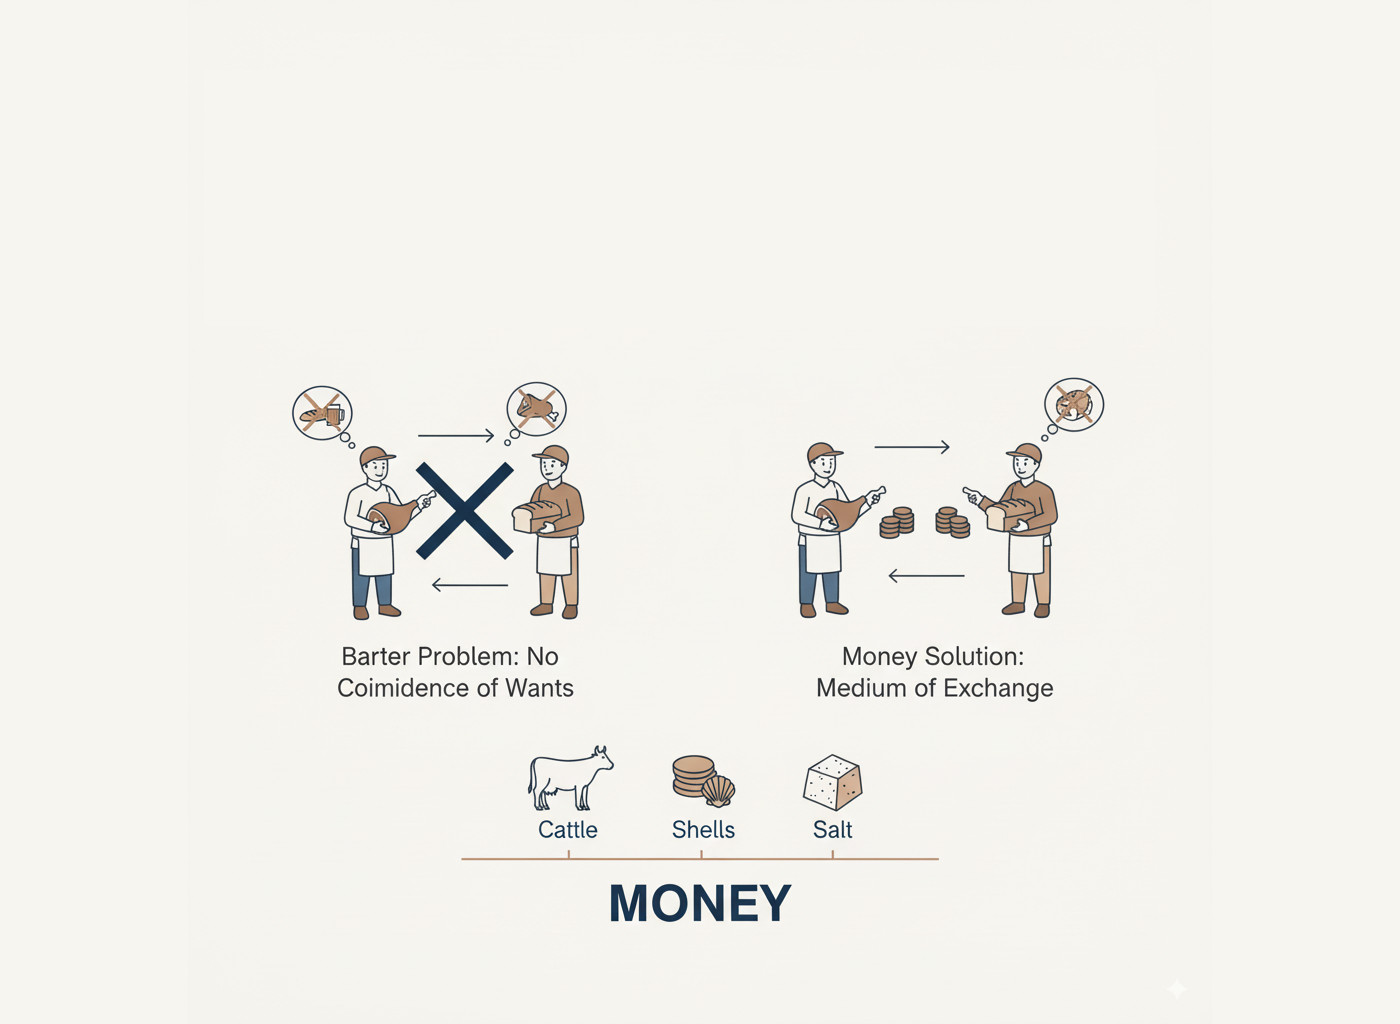 Barter Problem: No
Coimidence of Wants
Money Solution:
Medium of Exchange
Cattle
Shells
Salt
MONEY